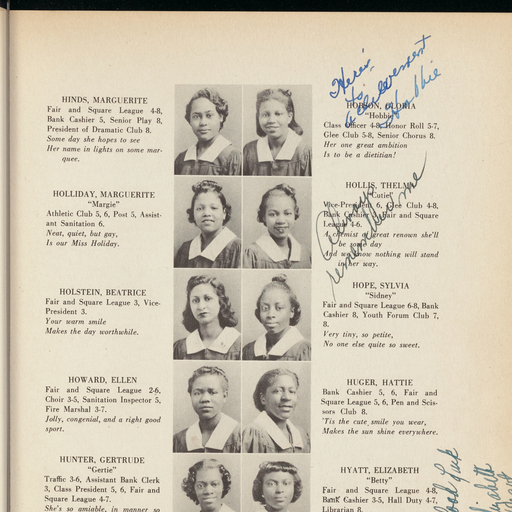 HINDS, MARGUERITE
Fair and Square League 4-8,
Bank Cashier 5, Senior Play 8,
President of Dramatic Club 8.
Some day she hopes to see
Her name in lights on some mar-
quee.
HOLLIDAY, MARGUERITE
"Margie"
Athletic Club 5, 6, Post 5, Assist-
ant Sanitation 6.
Neat, quiet, but gay,
Is our Miss Holiday.
HOLSTEIN, BEATRICE
Fair and Square League 3, Vice-
President 3.
Your warm smile
Makes the day worthwhile.
HOWARD, ELLEN
Fair and Square League 2-6,
Choir 3-5, Sanitation Inspector 5,
Fire Marshal 3-7.
Jolly, congenial, and a right good
sport.
HUNTER, GERTRUDE
"Gertie"
Traffic 3-6, Assistant Bank Clerk
3, Class President 5, 6, Fair and
Square League 4-7.
She's so amiable, in manner so
Here's
to
Achievement
Hobbie
HOBSON, GLORIA
"Hobbie"
Class Officer 4-8, Honor Roll 5-7,
Glee Club 5-8, Senior Chorus 8.
Her one great ambition
Is to be a dietitian!
HOLLIS, THELMA
"Cutie"
Vice-President 6, Glee Club 4-8,
Bank Cashier Fair and Square
League 4-6.
A chemist of great renown she'll
be some day
And we know nothing will stand
in her way.
Always
remember me
HOPE, SYLVIA
"Sidney"
Fair and Square League 6-8, Bank
Cashier 8, Youth Forum Club 7,
8.
Very tiny, so petite,
No one else quite so sweet.
HUGER, HATTIE
Bank Cashier 5, 6, Fair and
Square League 5, 6, Pen and Scis-
sors Club 8.
'Tis the cute smile you wear,
Makes the sun shine everywhere.
HYATT, ELIZABETH
"Betty"
Fair and Square League 4-8,
Bank Cashier 3-5, Hall Duty 4-7,
Librarian 8.
Good Luck
Elizabeth